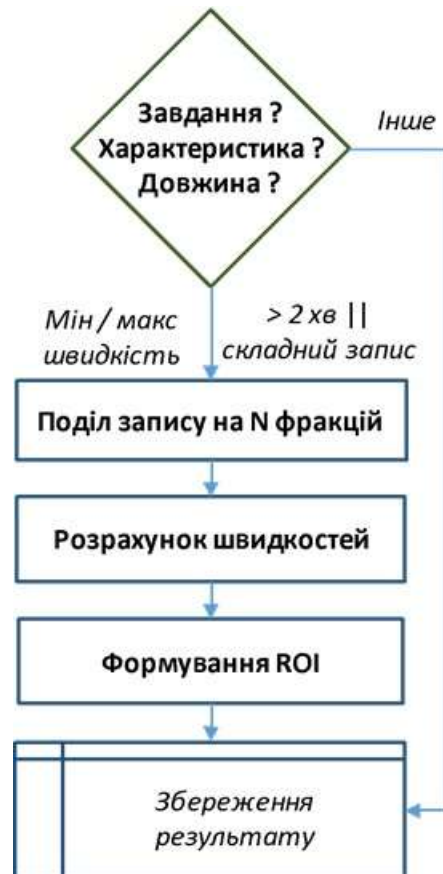 Завдання ?
Характеристика ?
Довжина ?
Інше
Мін / макс
швидкість
> 2 хв ||
складний запис
Поділ запису на N фракцій
Розрахунок швидкостей
Формування ROI
Збереження
результату